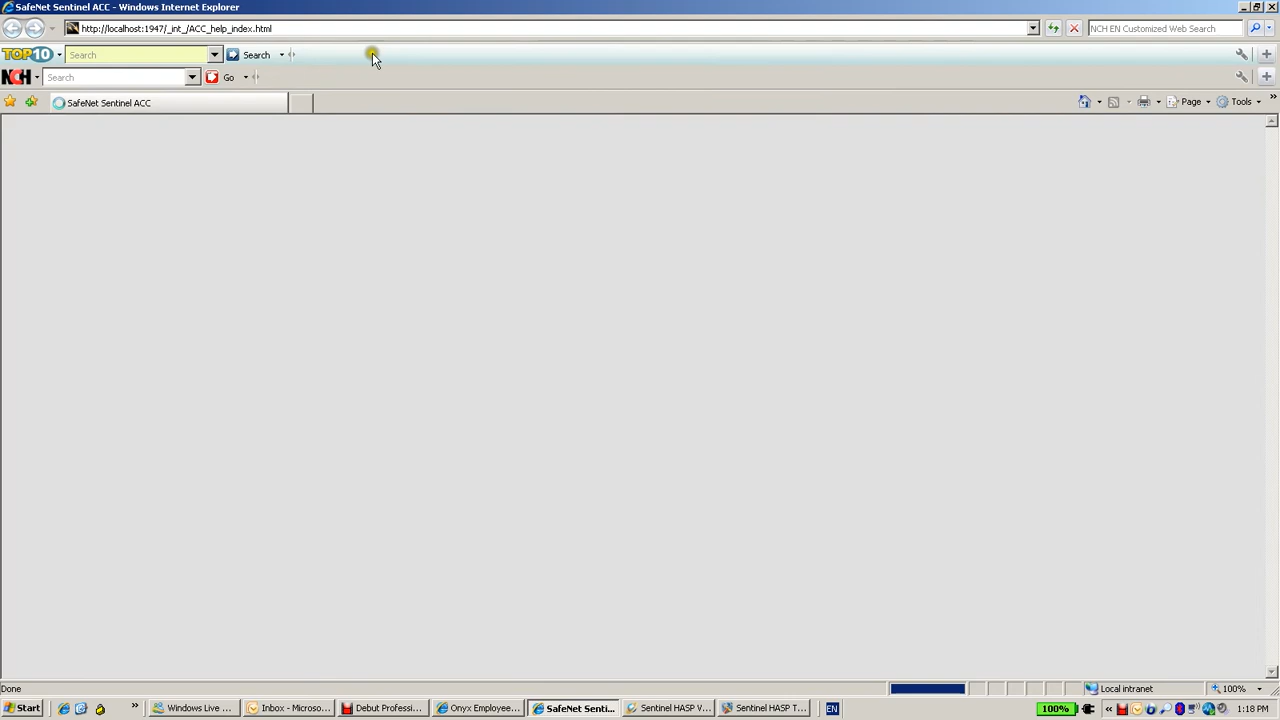 SafeNet Sentinel ACC - Windows Internet Explorer
http://localhost:1947/_int_/ACC_help_index.html
NCH EN Customized Web Search
TOP10 Search Search
NCH Search Go
SafeNet Sentinel ACC
Page Tools
Done
Local intranet
100%
Start
Windows Live ...
Inbox - Microso...
Debut Professi...
Onyx Employee...
SafeNet Senti...
Sentinel HASP V...
Sentinel HASP T...
EN
100%
1:18 PM